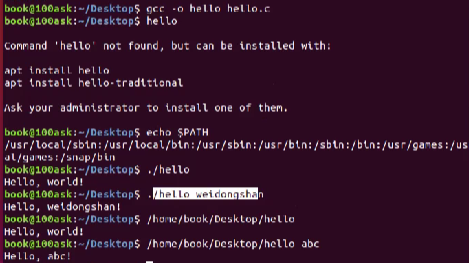 book@100ask:~/Desktop$ gcc -o hello hello.c
book@100ask:~/Desktop$ hello
Command 'hello' not found, but can be installed with:
apt install hello
apt install hello-traditional
Ask your administrator to install one of them.
book@100ask:~/Desktop$ echo $PATH
/usr/local/sbin:/usr/local/bin:/usr/sbin:/usr/bin:/sbin:/bin:/usr/games:/us
al/games:/snap/bin
book@100ask:~/Desktop$ ./hello
Hello, world!
book@100ask:~/Desktop$ ./hello weidongshan
Hello, weidongshan!
book@100ask:~/Desktop$ /home/book/Desktop/hello
Hello, world!
book@100ask:~/Desktop$ /home/book/Desktop/hello abc
Hello, abc!